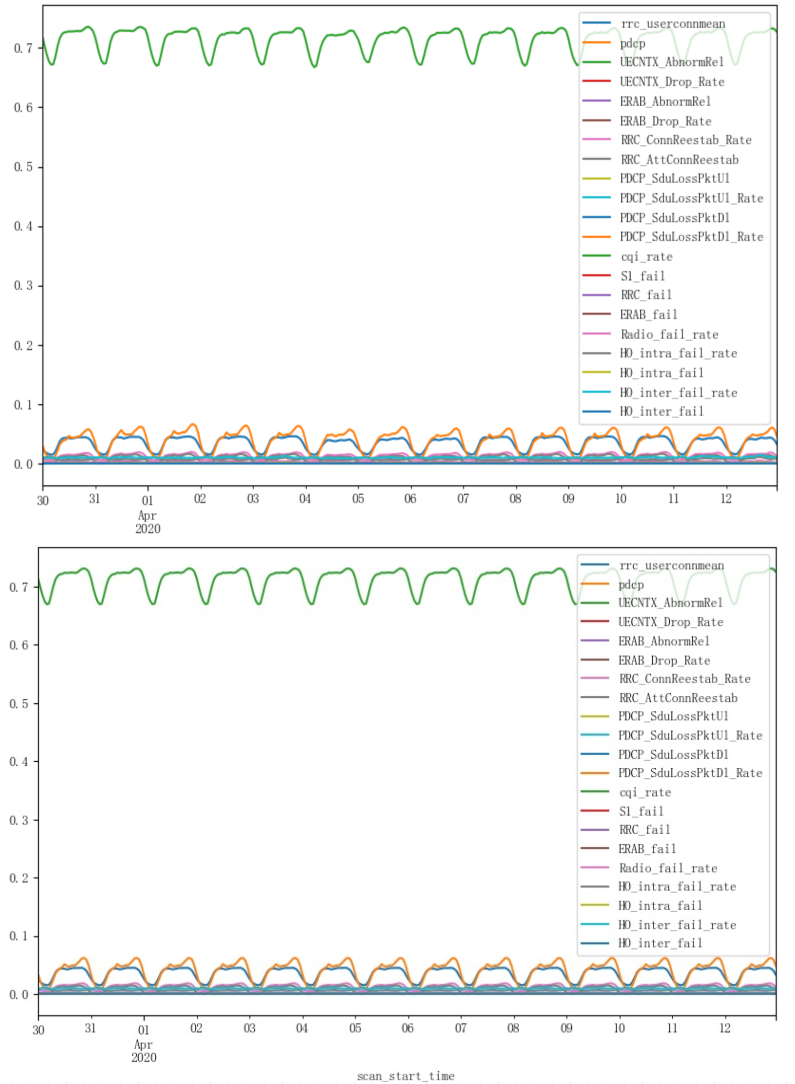 0.7
0.6
0.5
0.4
0.3
0.2
0.1
0.0
rrc_userconnmean
pdcp
UECNTX_AbnormRel
UECNTX_Drop_Rate
ERAB_AbnormRel
ERAB_Drop_Rate
RRC_ConnReestab_Rate
RRC_AttConnReestab
PDCP_SduLossPktUl
PDCP_SduLossPktUl_Rate
PDCP_SduLossPktDl
PDCP_SduLossPktDl_Rate
cqi_rate
S1_fail
RRC_fail
ERAB_fail
Radio_fail_rate
HO_intra_fail_rate
HO_intra_fail
HO_inter_fail_rate
HO_inter_fail
30 31 01 02 03 04 05 06 07 08 09 10 11 12
Apr
2020
0.7
0.6
0.5
0.4
0.3
0.2
0.1
0.0
rrc_userconnmean
pdcp
UECNTX_AbnormRel
UECNTX_Drop_Rate
ERAB_AbnormRel
ERAB_Drop_Rate
RRC_ConnReestab_Rate
RRC_AttConnReestab
PDCP_SduLossPktUl
PDCP_SduLossPktUl_Rate
PDCP_SduLossPktDl
PDCP_SduLossPktDl_Rate
cqi_rate
S1_fail
RRC_fail
ERAB_fail
Radio_fail_rate
HO_intra_fail_rate
HO_intra_fail
HO_inter_fail_rate
HO_inter_fail
30 31 01 02 03 04 05 06 07 08 09 10 11 12
Apr
2020
scan_start_time